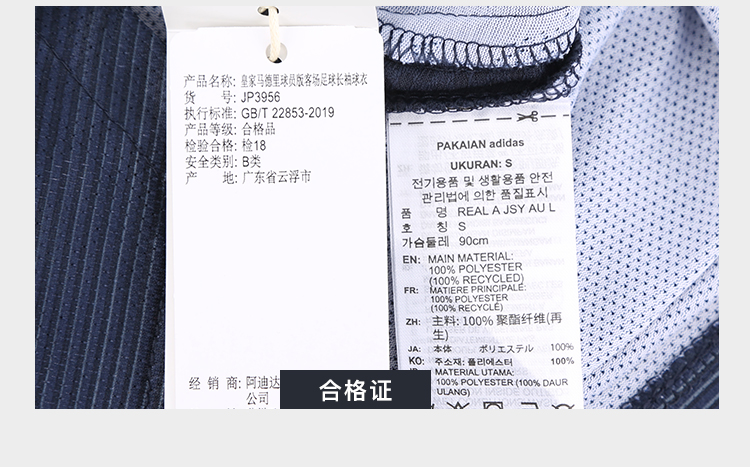 产品名称: 皇家马德里球员版客场足球长袖球衣
货 号: JP3956
执行标准: GB/T 22853-2019
产品等级: 合格品
检验合格: 检18
安全类别: B类
产 地: 广东省云浮市
经 销 商: 阿迪达
公司
合格证
PAKAIAN adidas
UKURAN: S
전기용품 및 생활용품 안전
관리법에 의한 품질표시
품 명 REAL A JSY AU L
호 칭 S
가슴둘레 90cm
EN: MAIN MATERIAL:
100% POLYESTER
(100% RECYCLED)
FR: MATIERE PRINCIPALE:
100% POLYESTER
(100% RECYCLÉ)
ZH: 主料: 100% 聚酯纤维(再
生)
JA: 本体 ポリエステル 100%
KO: 주소재: 폴리에스터 100%
MATERIAL UTAMA:
100% POLYESTER (100% DAUR
ULANG)